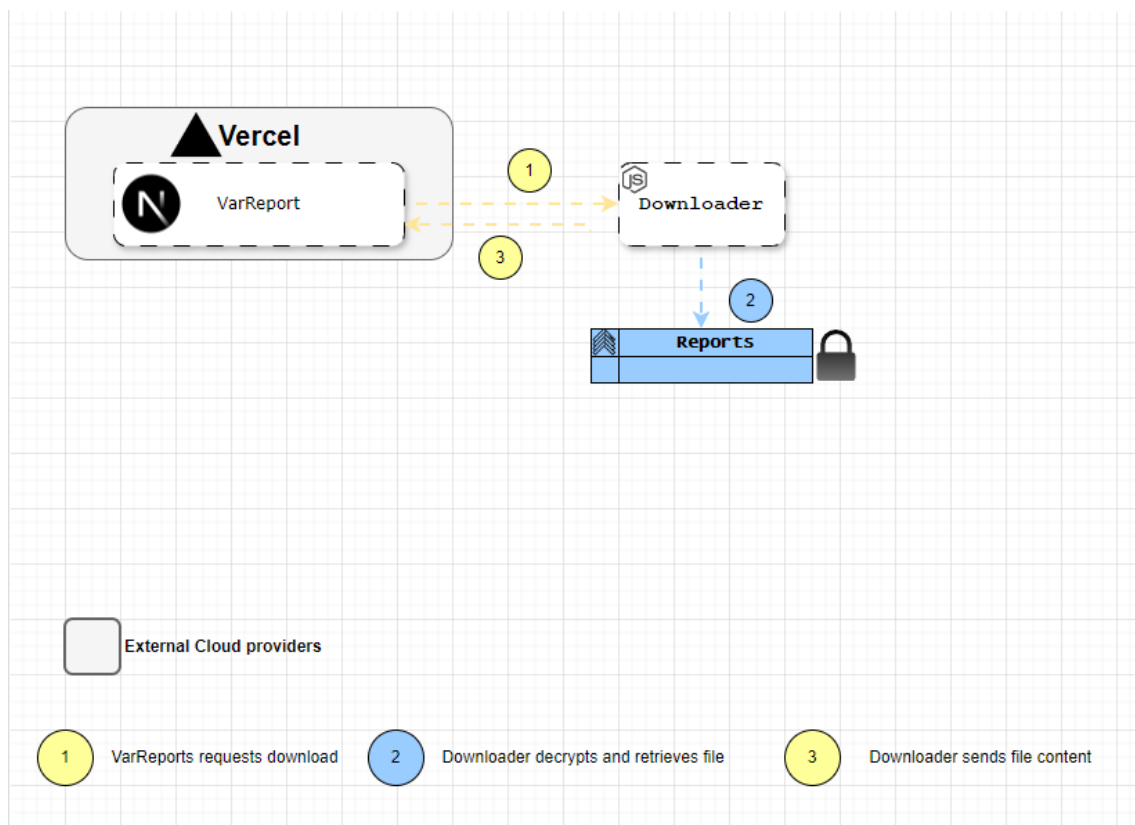 Vercel
N
VarReport
1
JS
Downloader
3
2
Reports
External Cloud providers
1 VarReports requests download
2 Downloader decrypts and retrieves file
3 Downloader sends file content